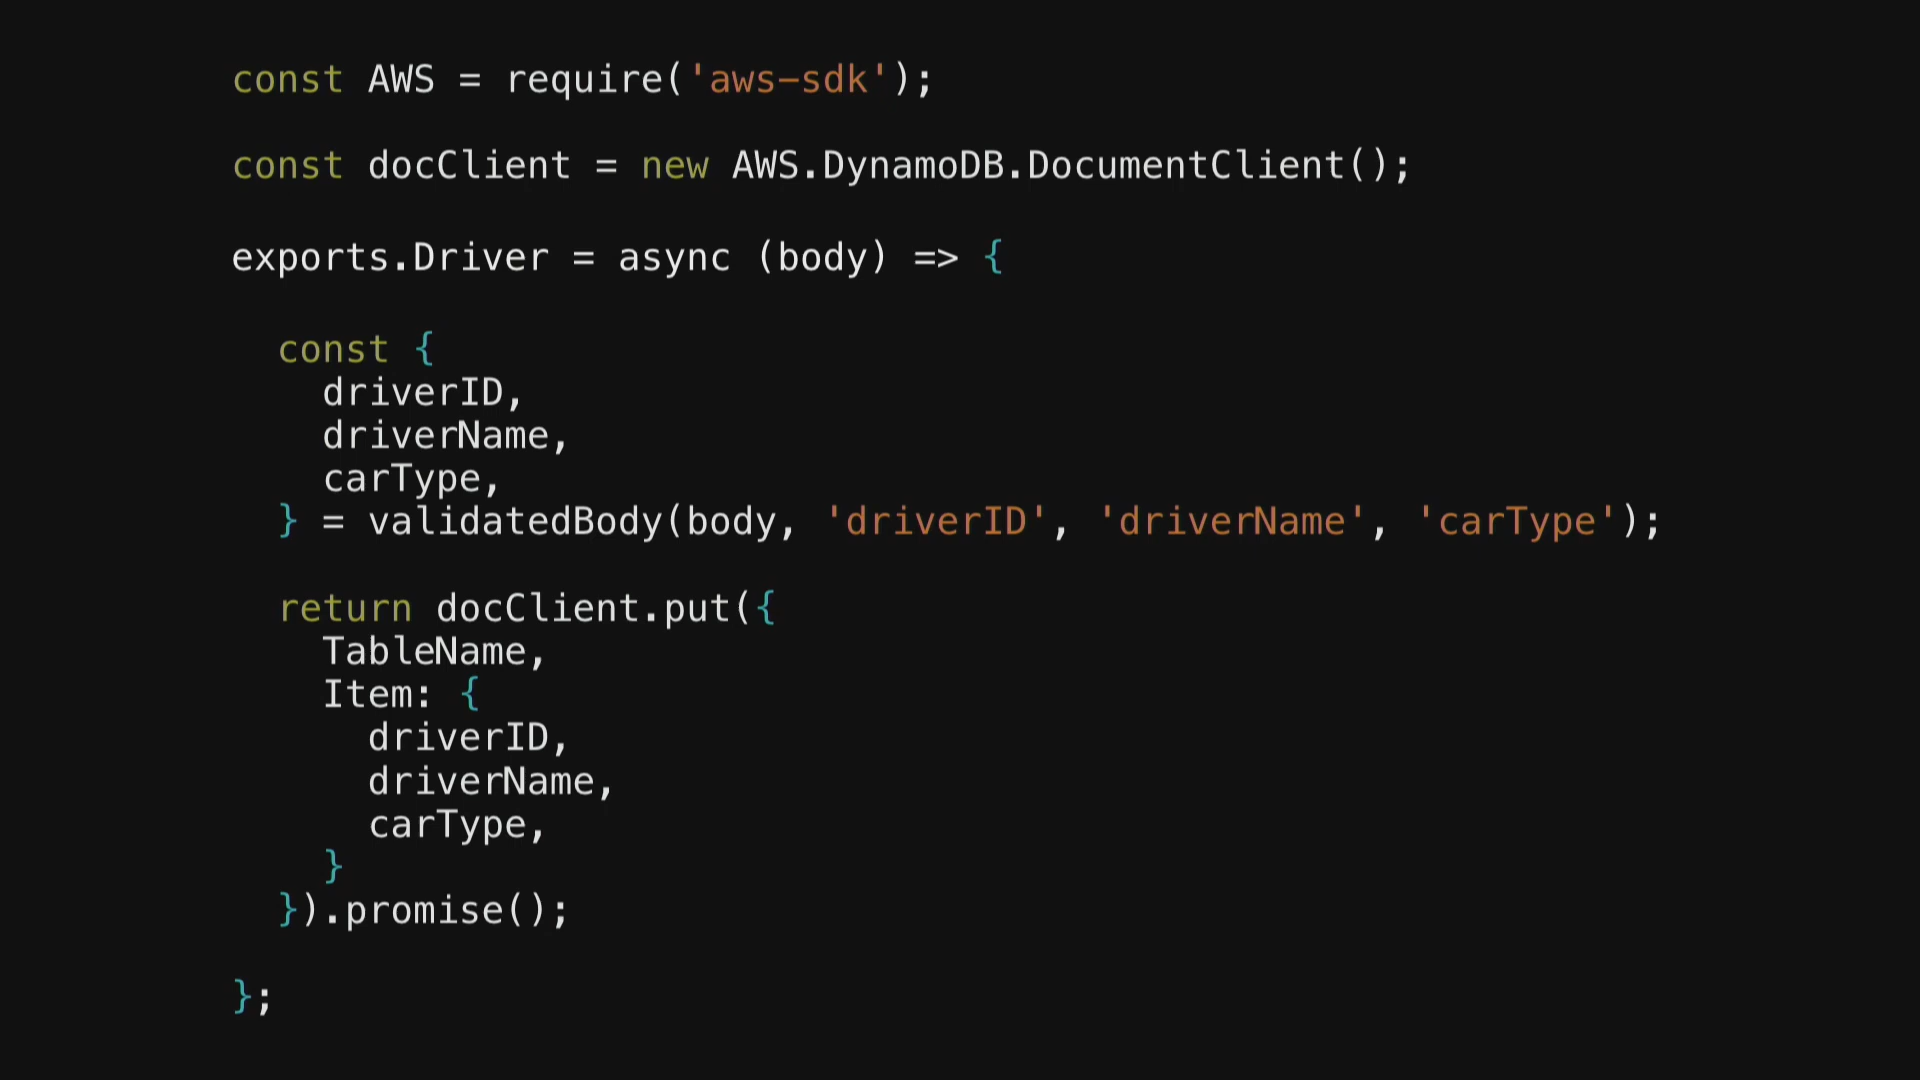 const AWS = require('aws-sdk');
const docClient = new AWS.DynamoDB.DocumentClient();
exports.Driver = async (body) => {
const {
driverID,
driverName,
carType,
} = validatedBody(body, 'driverID', 'driverName', 'carType');
return docClient.put({
TableName,
Item: {
driverID,
driverName,
carType,
}
}).promise();
};